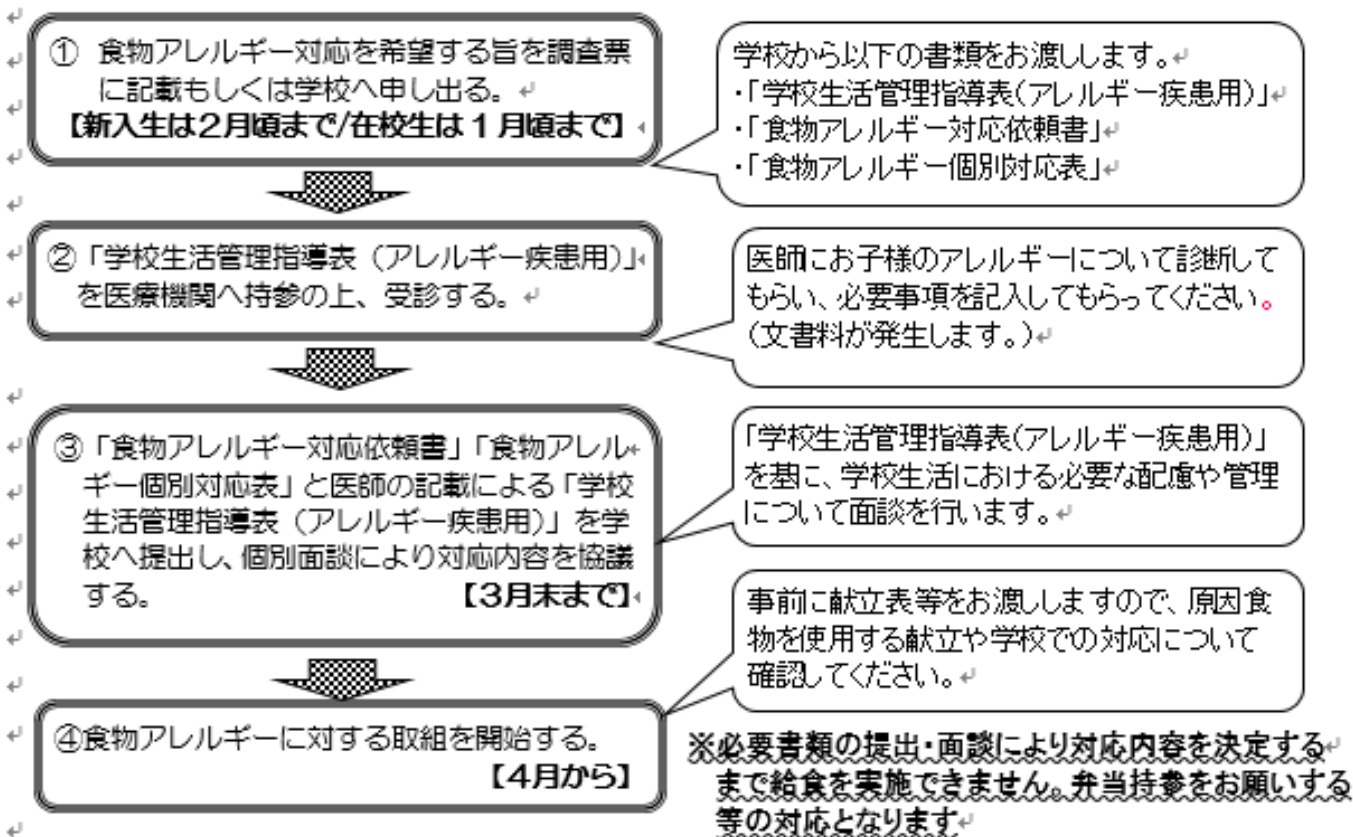 ① 食物アレルギー対応を希望する旨を調査票
に記載もしくは学校へ申し出る。
【新入生は2月頃まで/在校生は1月頃まで】
学校から以下の書類をお渡しします。
・「学校生活管理指導表(アレルギー疾患用)」
・「食物アレルギー対応依頼書」
・「食物アレルギー個別対応表」
②「学校生活管理指導表（アレルギー疾患用）」
を医療機関へ持参の上、受診する。
医師にお子様のアレルギーについて診断して
もらい、必要事項を記入してもらってください。
（文書料が発生します。）
③「食物アレルギー対応依頼書」「食物アレル
ギー個別対応表」と医師の記載による「学校
生活管理指導表（アレルギー疾患用）」を学
校へ提出し、個別面談により対応内容を協議
する。 【3月末まで】
「学校生活管理指導表(アレルギー疾患用)」
を基に、学校生活における必要な配慮や管理
について面談を行います。
④食物アレルギーに対する取組を開始する。
【4月から】
事前に献立表等をお渡ししますので、原因食
物を使用する献立や学校での対応について
確認してください。
※必要書類の提出・面談により対応内容を決定する
まで給食を実施できません。弁当持参をお願いする
等の対応となります